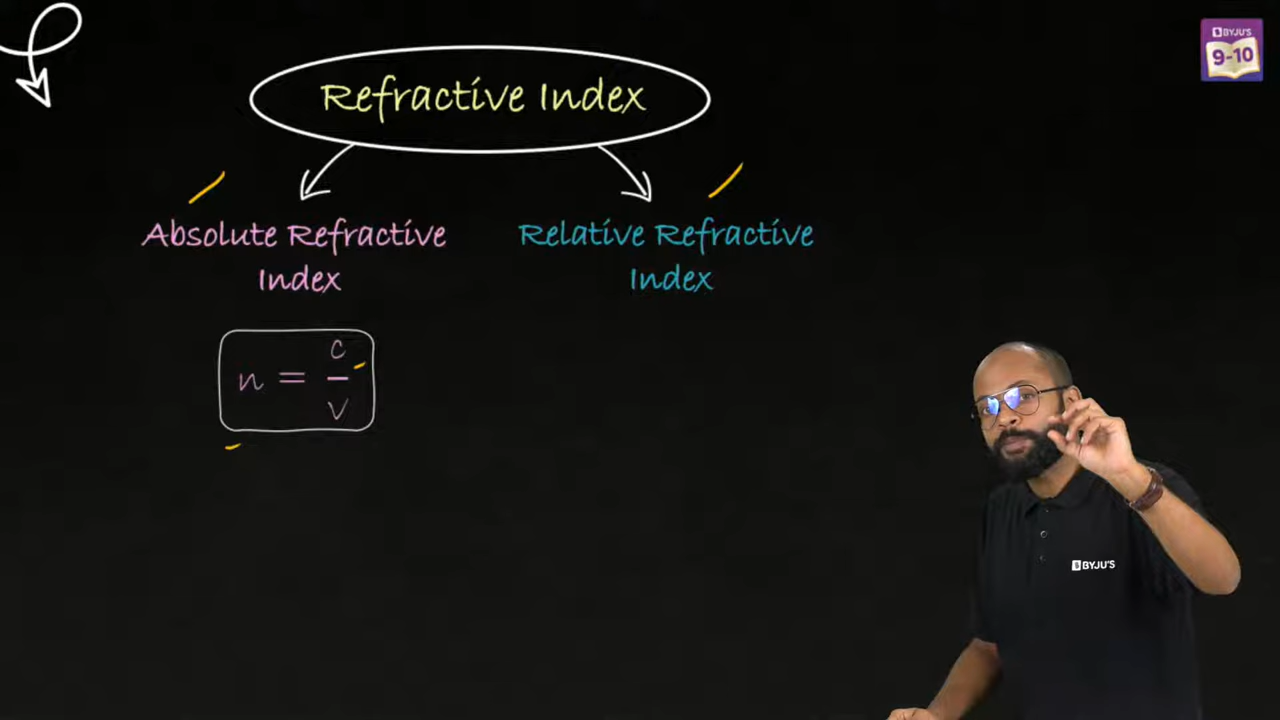 BYJU'S
9-10
Refractive Index
Absolute Refractive
Index
Relative Refractive
Index
n = c/v
BYJU'S